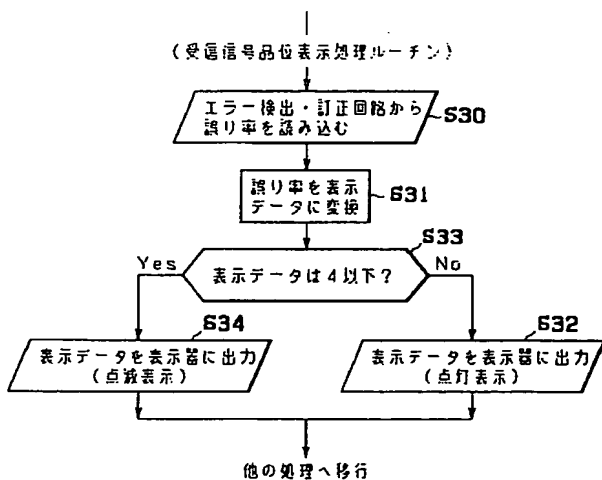 (受信信号品位表示処理ルーチン)
エラー検出・訂正回路から
誤り率を読み込む
S30
誤り率を表示
データに変換
S31
S33
Yes
表示データは4以下?
No
S34
表示データを表示器に出力
(点滅表示)
S32
表示データを表示器に出力
(点灯表示)
他の処理へ移行